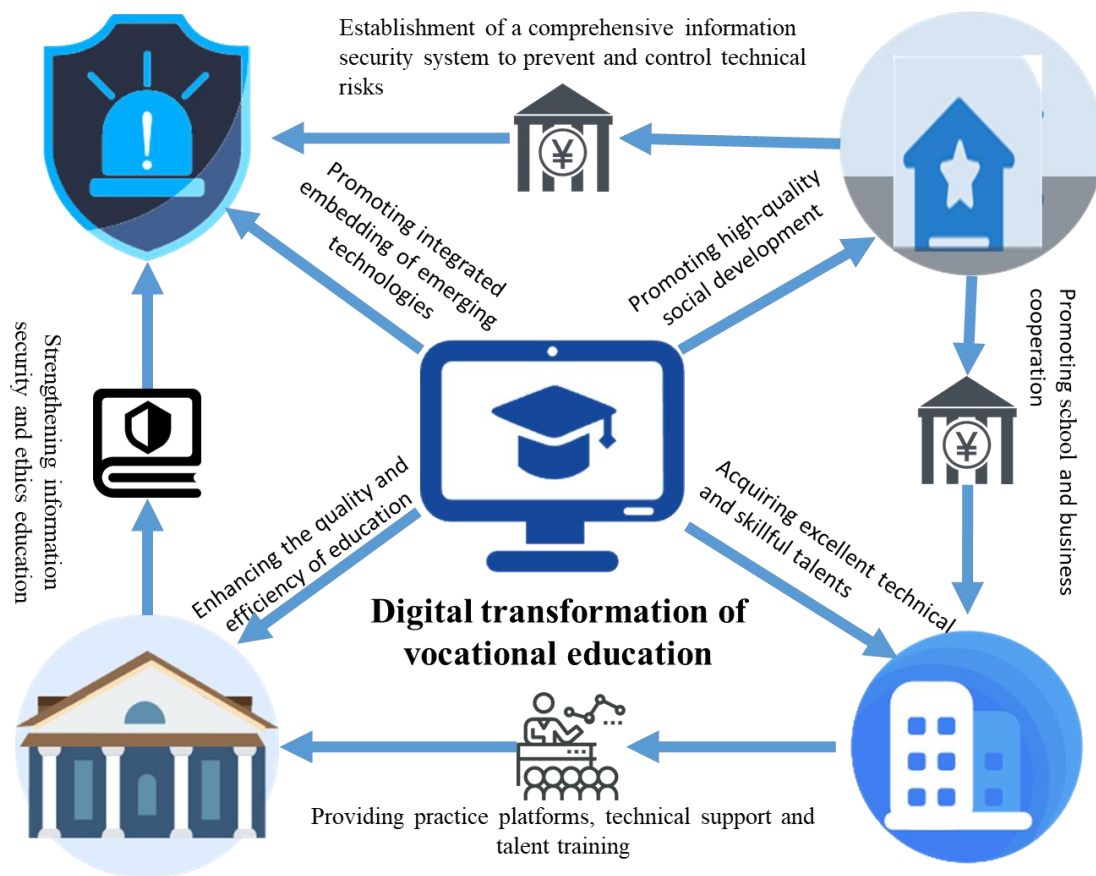 Establishment of a comprehensive information
security system to prevent and control technical
risks
¥
Promoting integrated
embedding of emerging
technologies
Promoting high-quality
social development
Promoting school and business
cooperation
¥
Strengthening information
security and ethics education
Enhancing the quality and
efficiency of education
Acquiring excellent technical
and skillful talents
Digital transformation of
vocational education
Providing practice platforms, technical support and
talent training